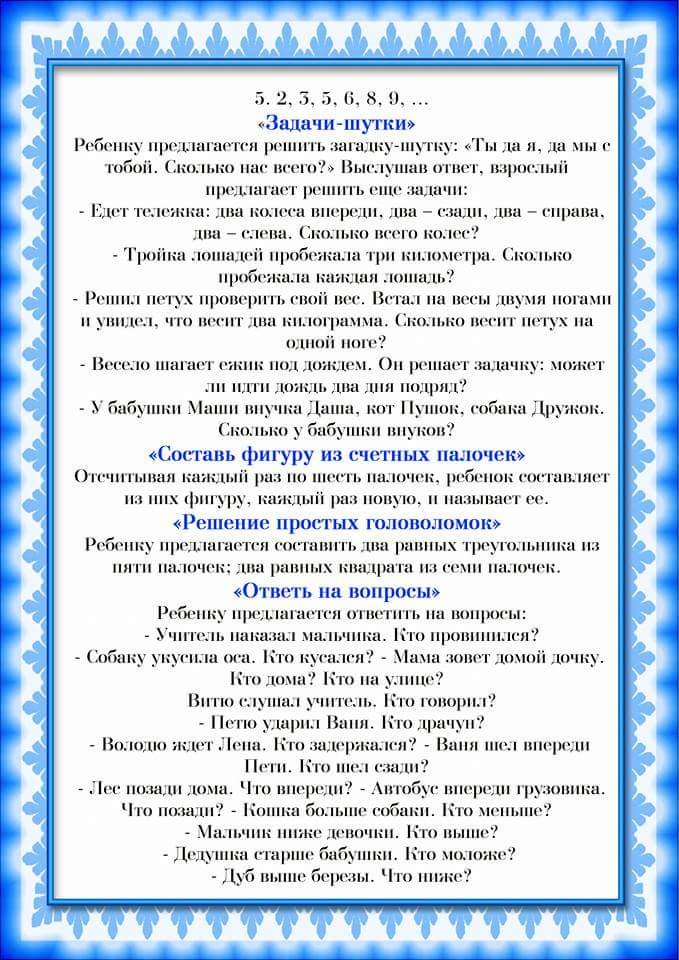 5. 2, 3, 5, 6, 8, 9, ...
«Задачи-шутки»
Ребенку предлагается решить загадку-шутку: «Ты да я, да мы с
тобой. Сколько нас всего?» Выслушав ответ, взрослый
предлагает решить еще задачи:
- Едет тележка: два колеса впереди, два – сзади, два – справа,
два – слева. Сколько всего колес?
- Тройка лошадей пробежала три километра. Сколько
пробежала каждая лошадь?
- Решил петух проверить свой вес. Встал на весы двумя ногами
и увидел, что весит два килограмма. Сколько весит петух на
одной ноге?
- Весело шагает ежик под дождем. Он решает задачку: может
ли идти дождь два дня подряд?
- У бабушки Маши внучка Даша, кот Пушок, собака Дружок.
Сколько у бабушки внуков?
«Составь фигуру из счетных палочек»
Отсчитывая каждый раз по шесть палочек, ребенок составляет
из них фигуру, каждый раз новую, и называет ее.
«Решение простых головоломок»
Ребенку предлагается составить два равных треугольника из
пяти палочек; два равных квадрата из семи палочек.
«Ответь на вопросы»
Ребенку предлагается ответить на вопросы:
- Учитель наказал мальчика. Кто провинился?
- Собаку укусила оса. Кто кусался? - Мама зовет домой дочку.
Кто дома? Кто на улице?
Витю слушал учитель. Кто говорил?
- Петю ударил Ваня. Кто драчун?
- Володю ждет Лена. Кто задержался? - Ваня шел впереди
Пети. Кто шел сзади?
- Лес позади дома. Что впереди? - Автобус впереди грузовика.
Что позади? - Кошка больше собаки. Кто меньше?
- Мальчик ниже девочки. Кто выше?
- Дедушка старше бабушки. Кто моложе?
- Дуб выше березы. Что ниже?